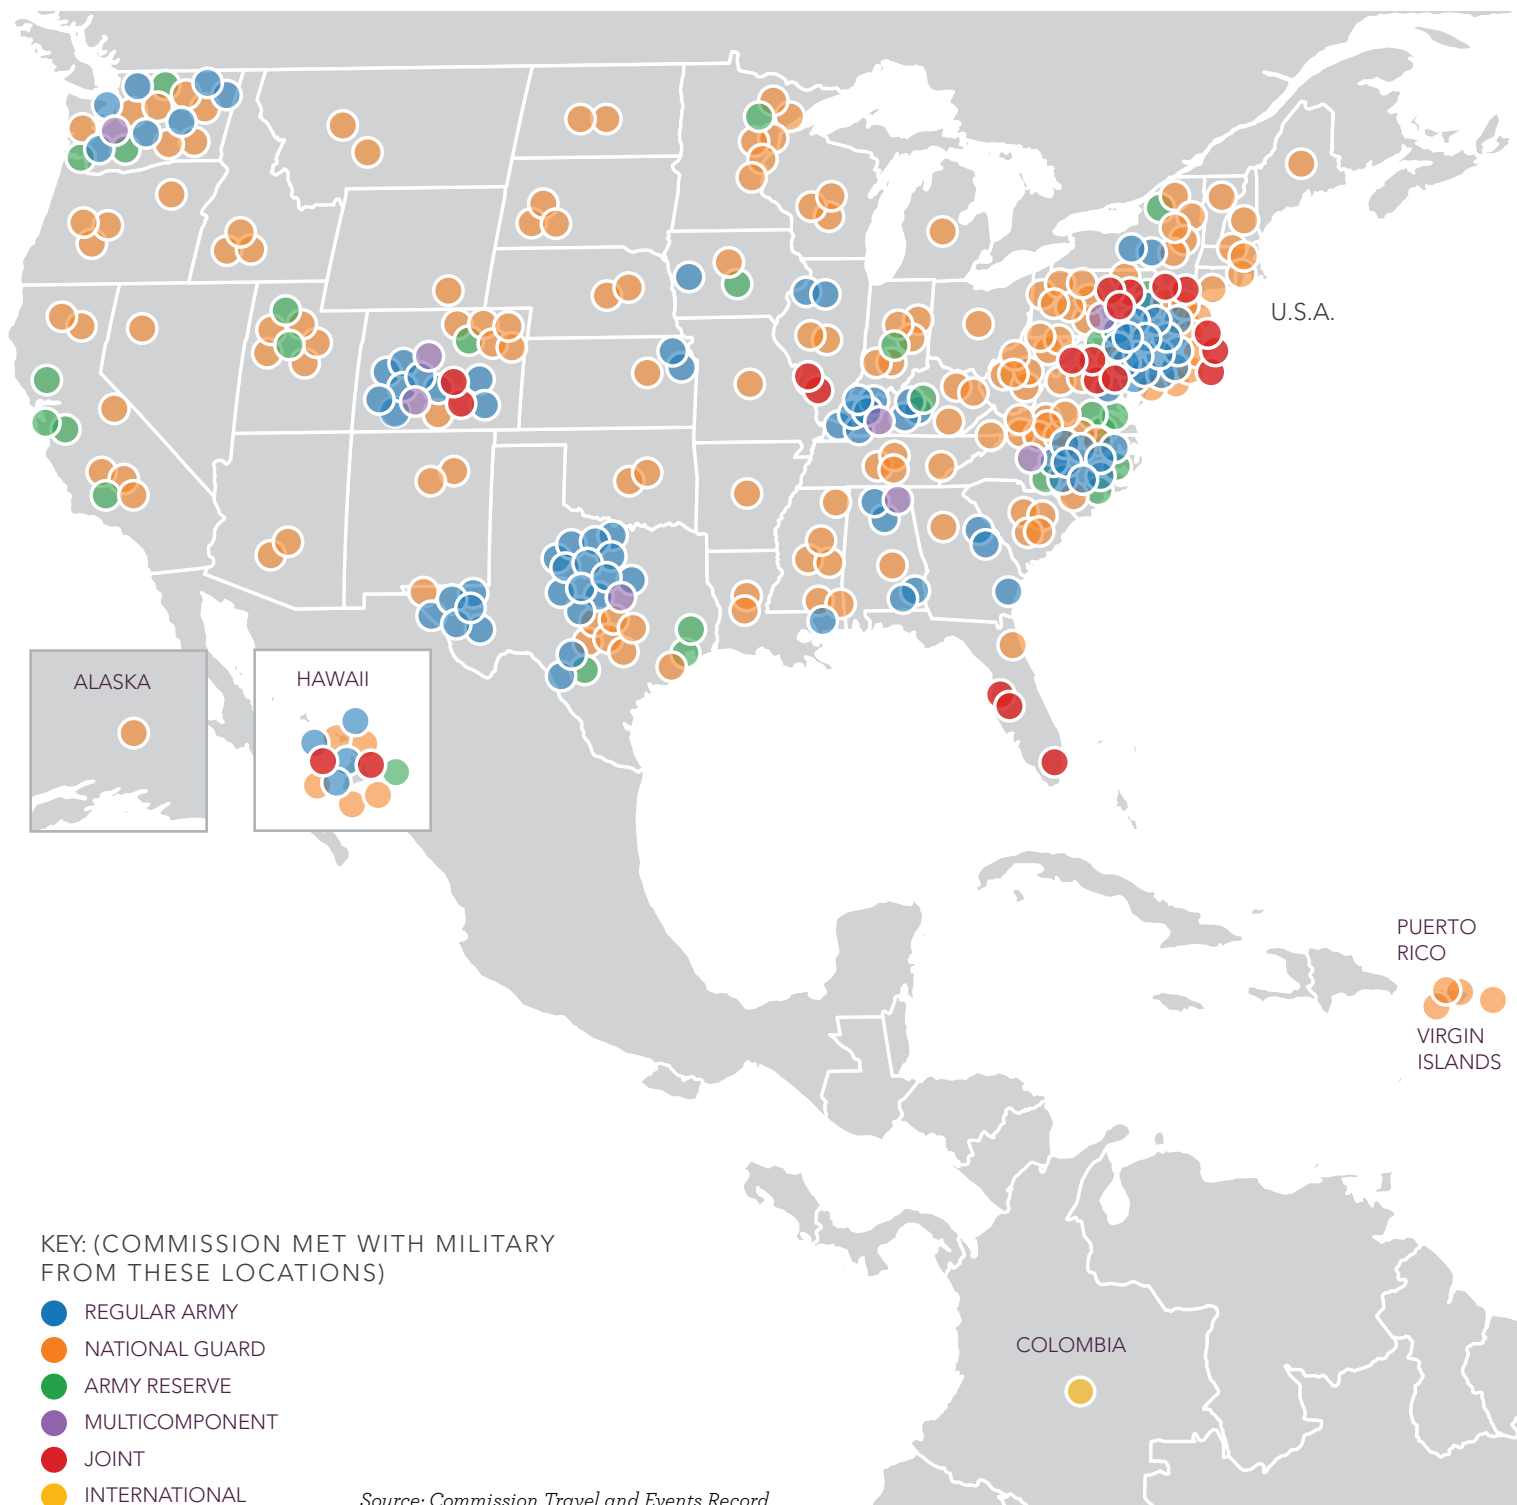 U.S.A.
ALASKA
HAWAII
PUERTO
RICO
VIRGIN
ISLANDS
KEY: (COMMISSION MET WITH MILITARY
FROM THESE LOCATIONS)
REGULAR ARMY
NATIONAL GUARD
ARMY RESERVE
MULTICOMPONENT
JOINT
INTERNATIONAL
COLOMBIA
Source: Commission Travel and Events Record